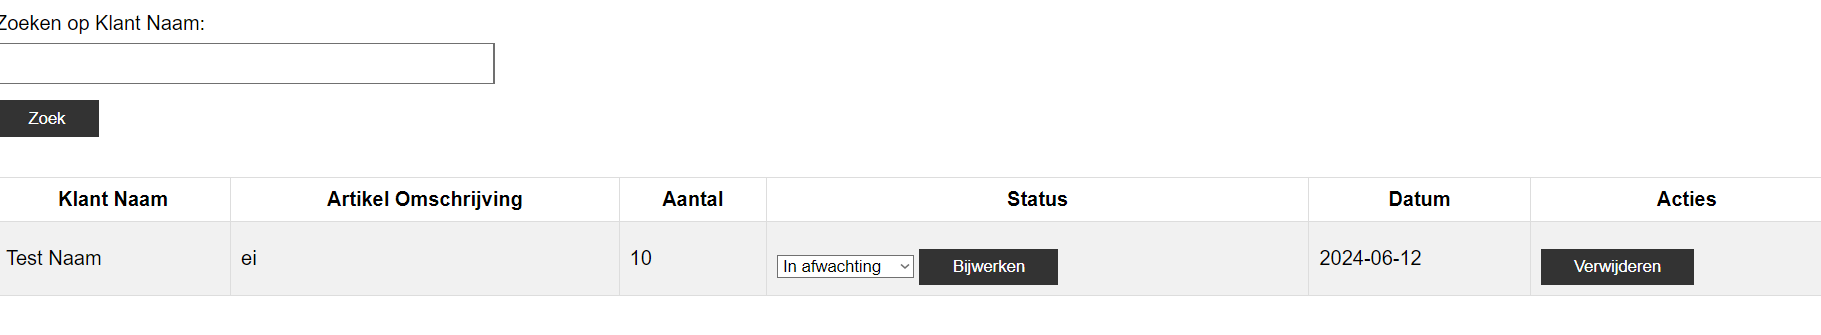 Zoeken op Klant Naam:
Zoek
Klant Naam Artikel Omschrijving Aantal Status Datum Acties
Test Naam ei 10 In afwachting Bijwerken 2024-06-12 Verwijderen